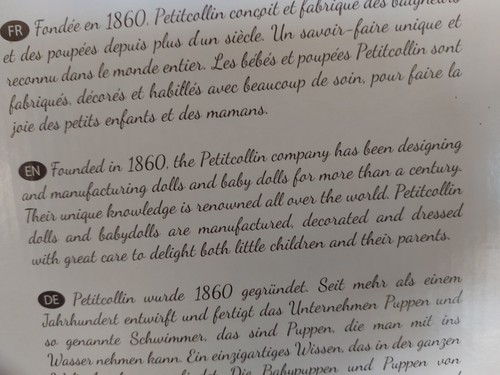 FR Fondée en 1860, Petitcollin conçoit et fabrique des baigneurs
et des poupées depuis plus d'un siècle. Un savoir-faire unique et
reconnu dans le monde entier. Les bébés et poupées Petitcollin sont
fabriqués, décorés et habillés avec beaucoup de soin, pour faire la
joie des petits enfants et des mamans.
EN Founded in 1860, the Petitcollin company has been designing
and manufacturing dolls and baby dolls for more than a century.
Their unique knowledge is renowned all over the world. Petitcollin
dolls and babydolls are manufactured, decorated and dressed
with great care to delight both little children and their parents.
DE Petitcollin wurde 1860 gegründet. Seit mehr als einem
Jahrhundert entwirft und fertigt das Unternehmen Puppen und
so genannte Schwimmer, das sind Puppen, die man mit ins
Wasser nehmen kann. Ein einzigartiges Wissen, das in der ganzen
Die Babypuppen und Puppen von